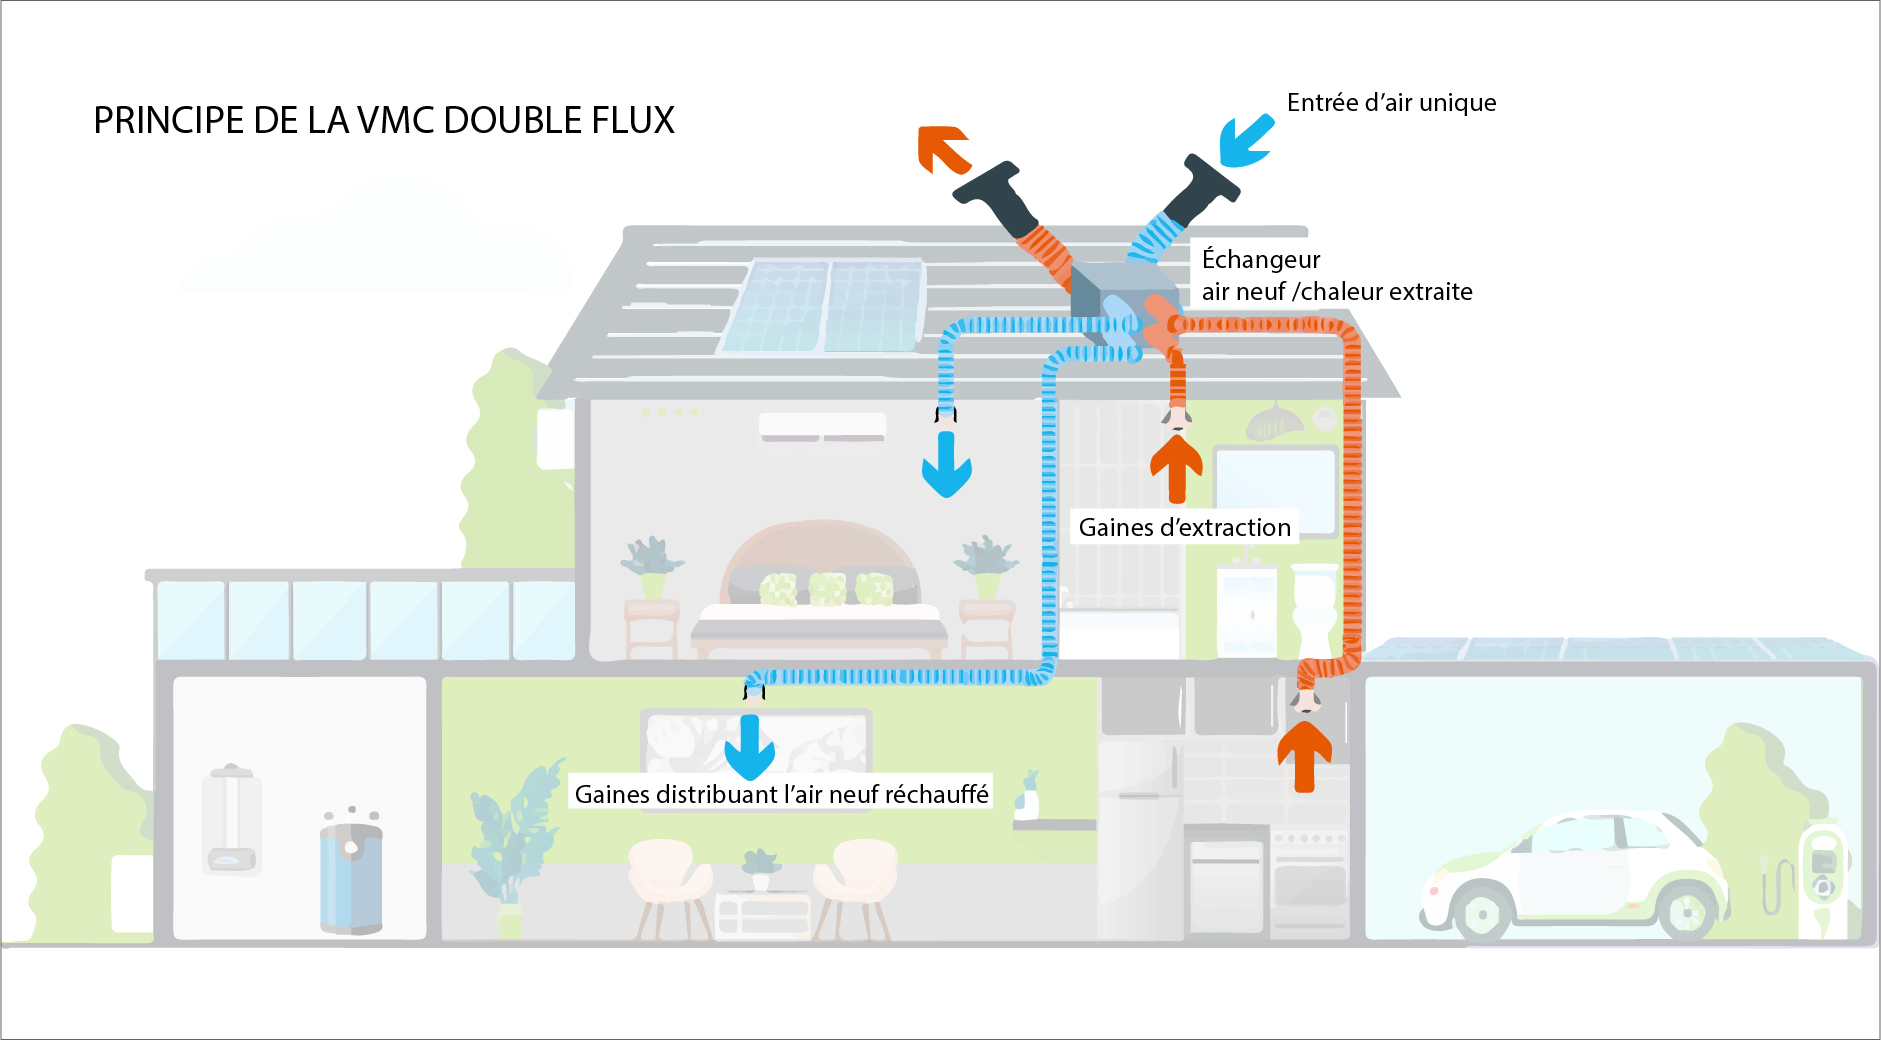 PRINCIPE DE LA VMC DOUBLE FLUX
Entrée d'air unique
Échangeur
air neuf /chaleur extraite
Gaines d'extraction
Gaines distribuant l'air neuf réchauffé